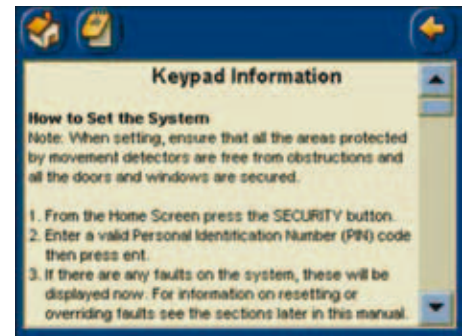 Keypad Information
How to Set the System
Note: When setting, ensure that all the areas protected
by movement detectors are free from obstructions and
all the doors and windows are secured.
1. From the Home Screen press the SECURITY button.
2. Enter a valid Personal Identification Number (PIN) code
then press ent.
3. If there are any faults on the system, these will be
displayed now. For information on resetting or
overriding faults see the sections later in this manual.